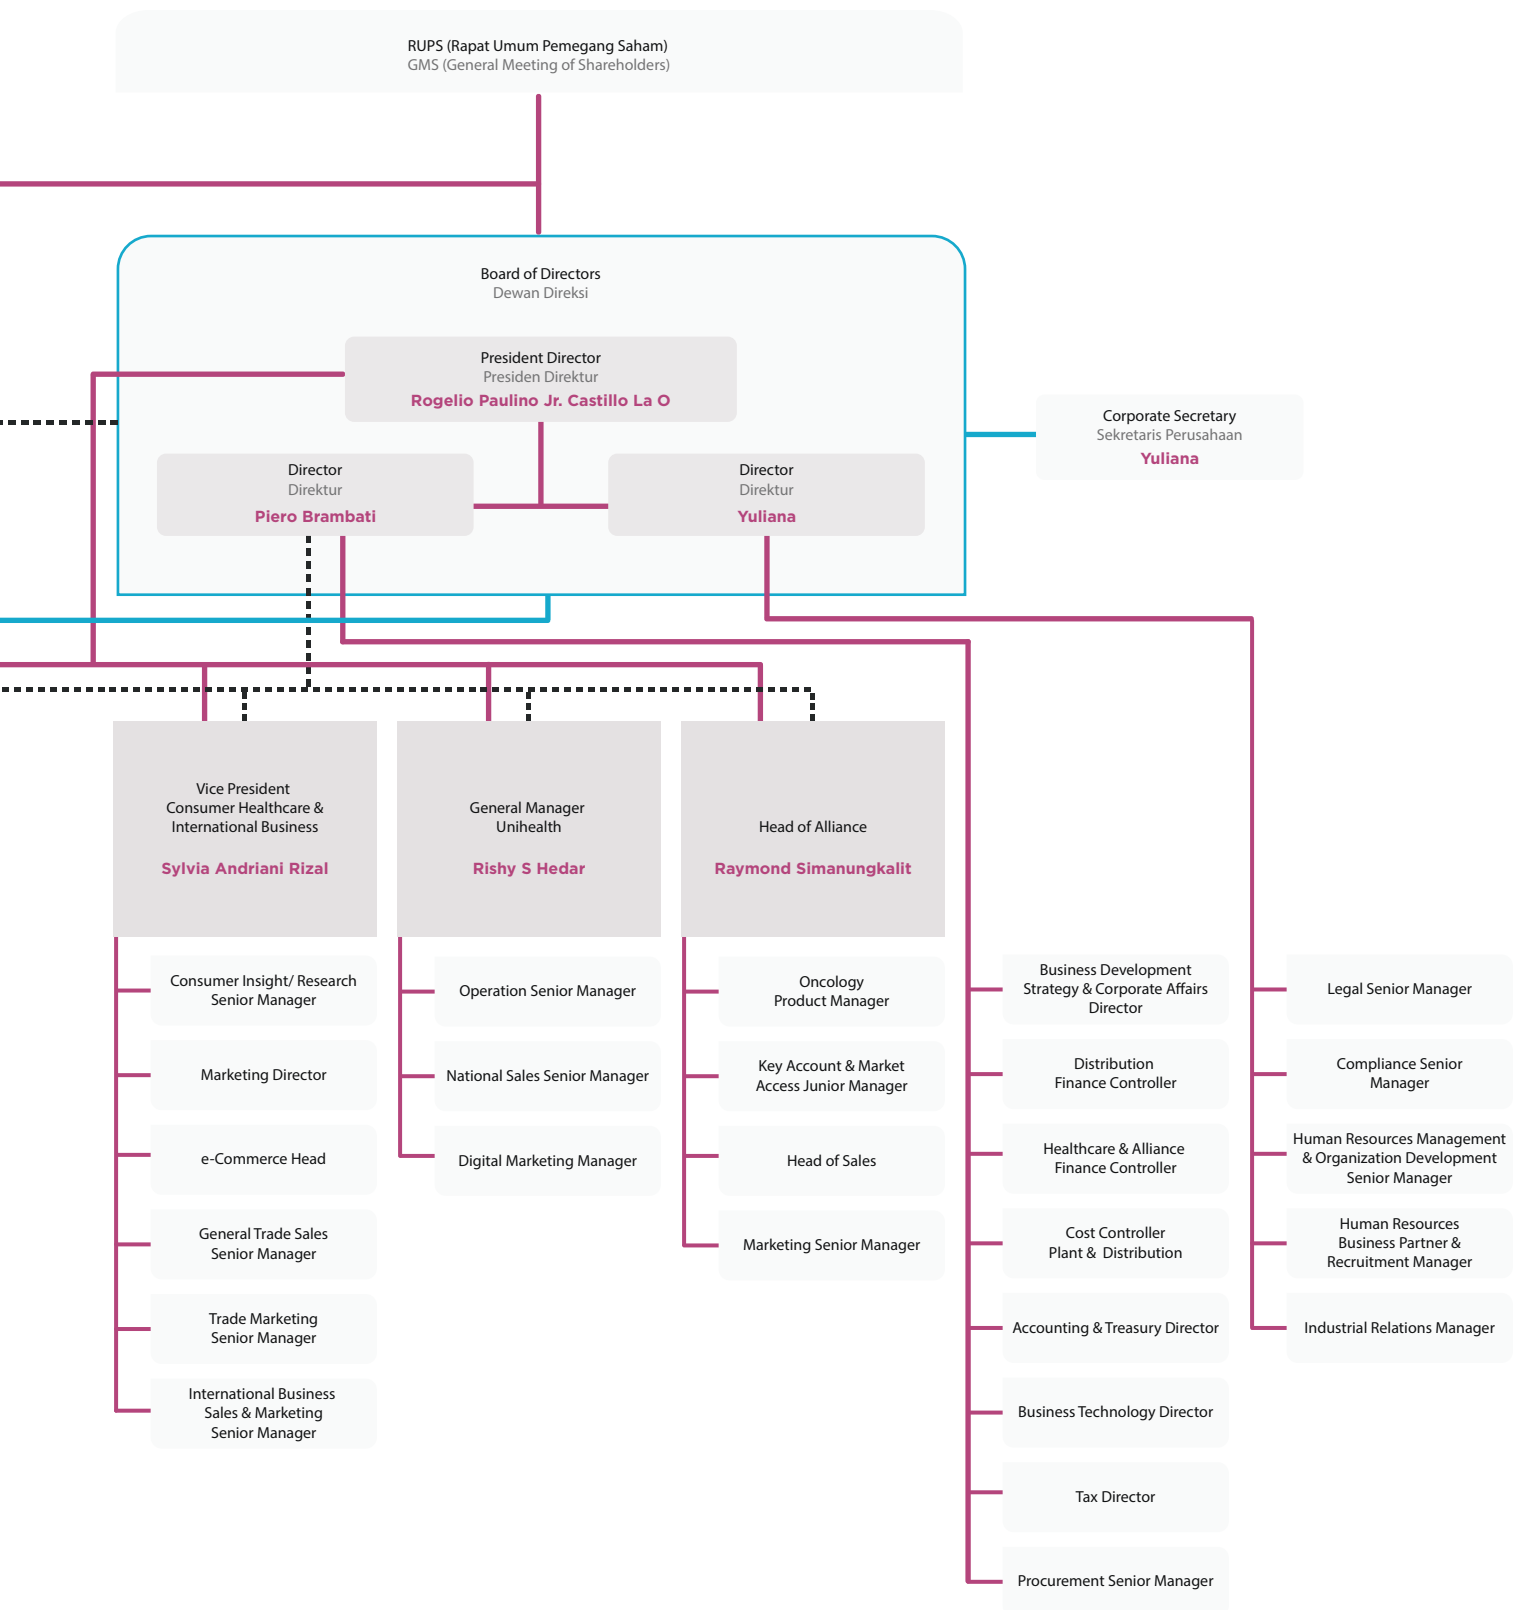 RUPS (Rapat Umum Pemegang Saham)
GMS (General Meeting of Shareholders)
Board of Directors
Dewan Direksi
President Director
Presiden Direktur
Rogelio Paulino Jr. Castillo La O
Director
Direktur
Piero Brambati
Director
Direktur
Yuliana
Corporate Secretary
Sekretaris Perusahaan
Yuliana
Vice President
Consumer Healthcare &
International Business
Sylvia Andriani Rizal
Consumer Insight/ Research
Senior Manager
Marketing Director
e-Commerce Head
General Trade Sales
Senior Manager
Trade Marketing
Senior Manager
International Business
Sales & Marketing
Senior Manager
General Manager
Unihealth
Rishy S Hedar
Operation Senior Manager
National Sales Senior Manager
Digital Marketing Manager
Head of Alliance
Raymond Simanungkalit
Oncology
Product Manager
Key Account & Market
Access Junior Manager
Head of Sales
Marketing Senior Manager
Business Development
Strategy & Corporate Affairs
Director
Distribution
Finance Controller
Healthcare & Alliance
Finance Controller
Cost Controller
Plant & Distribution
Accounting & Treasury Director
Business Technology Director
Tax Director
Procurement Senior Manager
Legal Senior Manager
Compliance Senior
Manager
Human Resources Management
& Organization Development
Senior Manager
Human Resources
Business Partner &
Recruitment Manager
Industrial Relations Manager